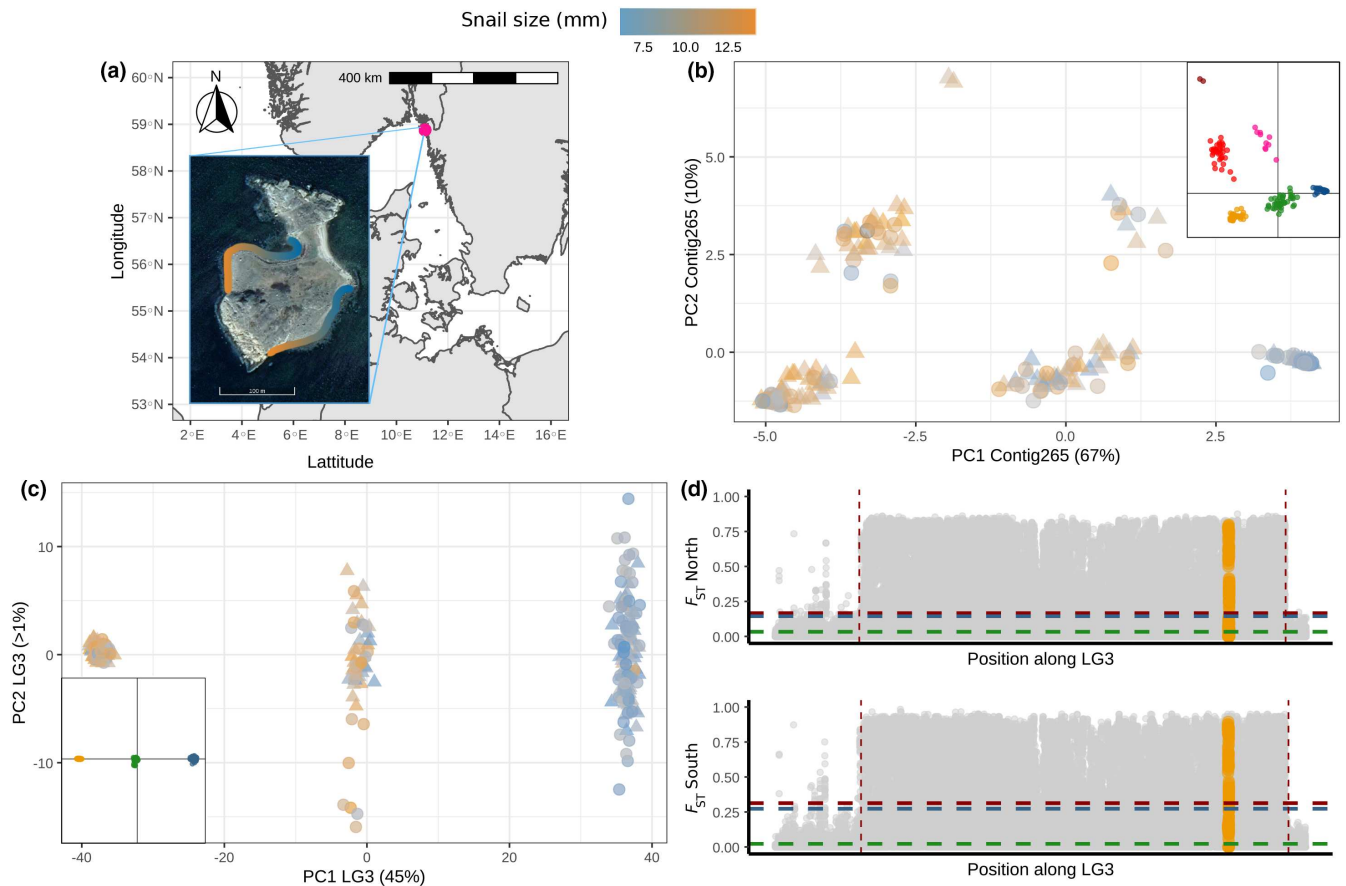 Snail size (mm)
7.5 10.0 12.5
(a)
N
400 km
60°N
59°N
58°N
57°N
56°N
55°N
54°N
53°N
Longitude
100 m
2°E 4°E 6°E 8°E 10°E 12°E 14°E 16°E
Lattitude
(b)
PC2 Contig265 (10%)
5.0
2.5
0.0
-5.0 -2.5 0.0 2.5
PC1 Contig265 (67%)
(c)
PC2 LG3 (>1%)
10
0
-10
-40 -20 0 20 40
PC1 LG3 (45%)
(d)
FST North
1.00
0.75
0.50
0.25
0.00
Position along LG3
FST South
1.00
0.75
0.50
0.25
0.00
Position along LG3